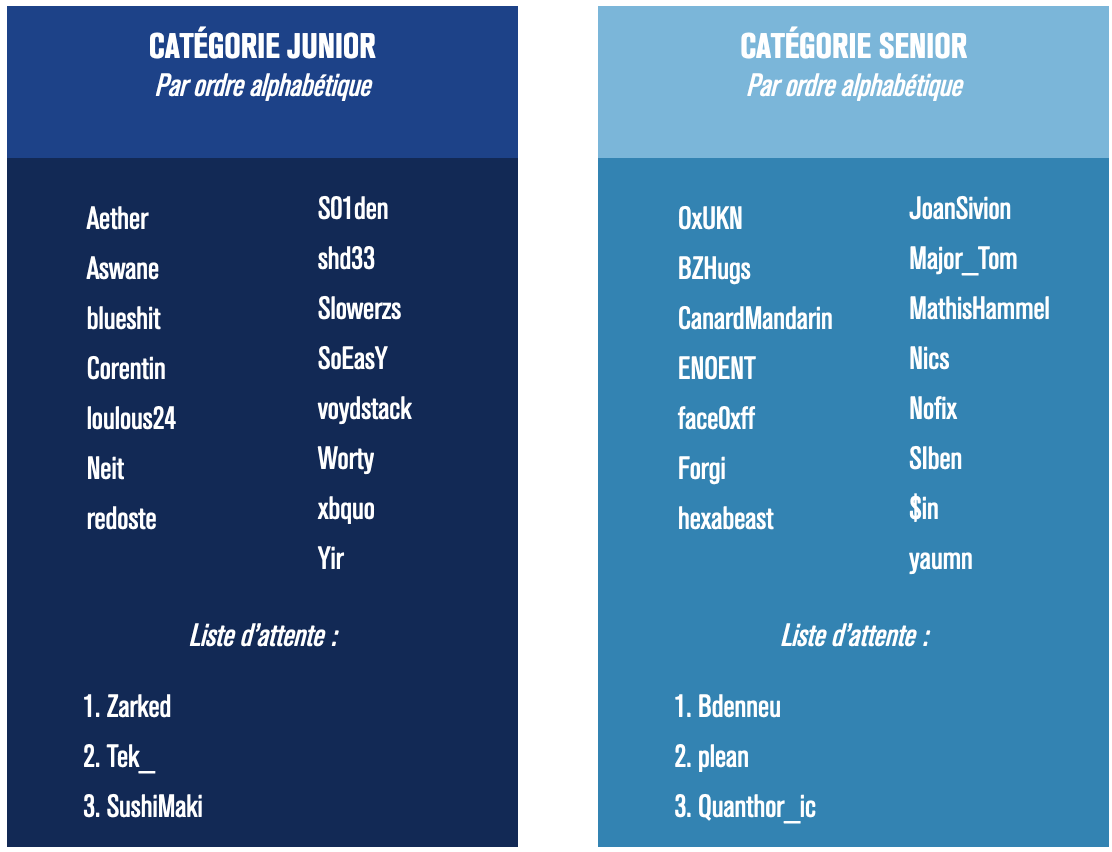 CATÉGORIE JUNIOR
Par ordre alphabétique
Aether
Aswane
blueshit
Corentin
loulous24
Neit
redoste
S01den
shd33
Slowerzs
SoEasY
voydstack
Worty
xbquo
Yir
Liste d’attente :
1. Zarked
2. Tek_
3. SushiMaki
CATÉGORIE SENIOR
Par ordre alphabétique
0xUKN
BZHugs
CanardMandarin
ENOENT
face0xff
Forgi
hexabeast
JoanSivion
Major_Tom
MathisHammel
Nics
Nofix
SIben
$in
yaumn
Liste d’attente :
1. Bdenneu
2. plean
3. Quanthor_ic